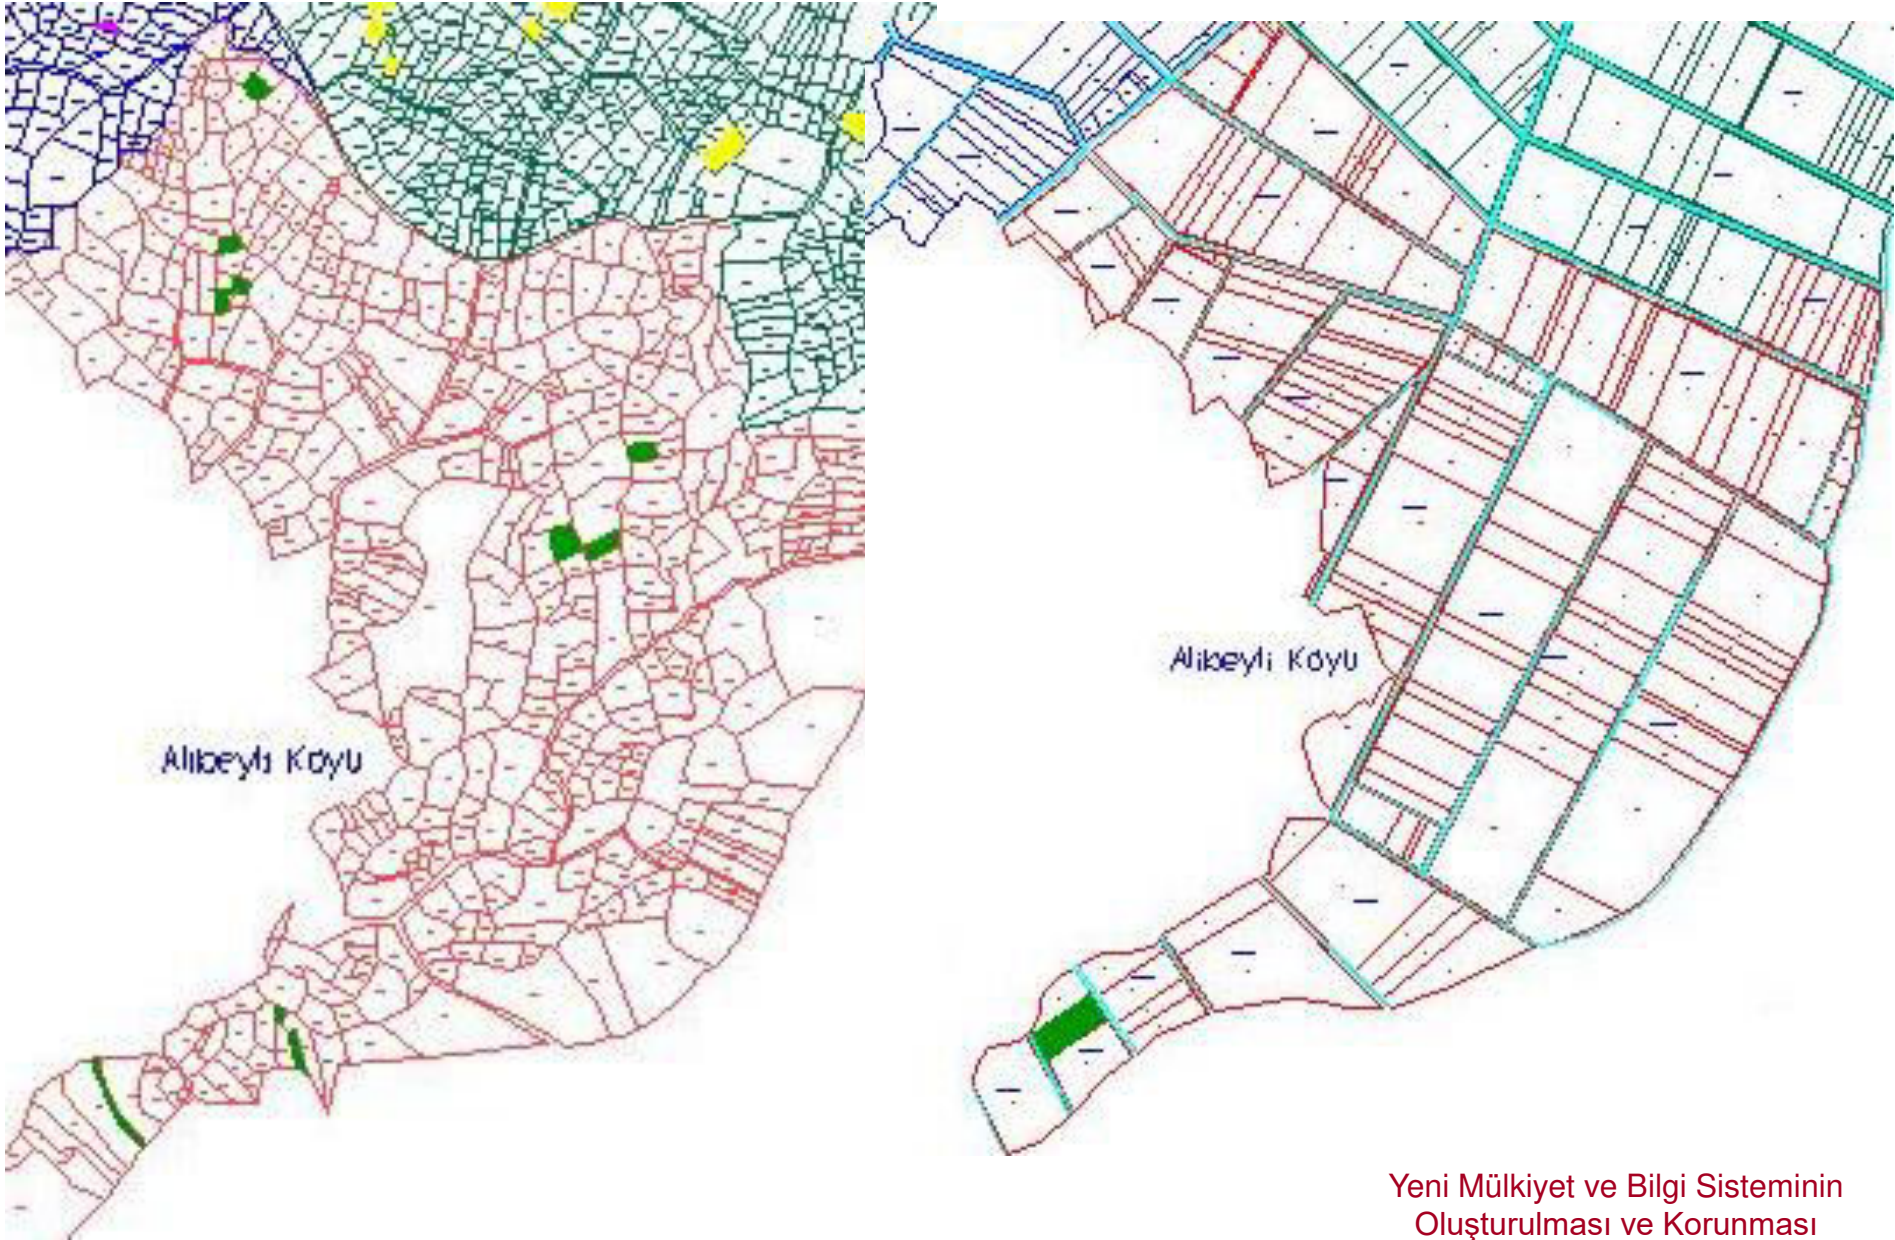 Alibeyli Köyü
Alibeyli Köyü
Yeni Mülkiyet ve Bilgi Sisteminin
Oluşturulması ve Korunması